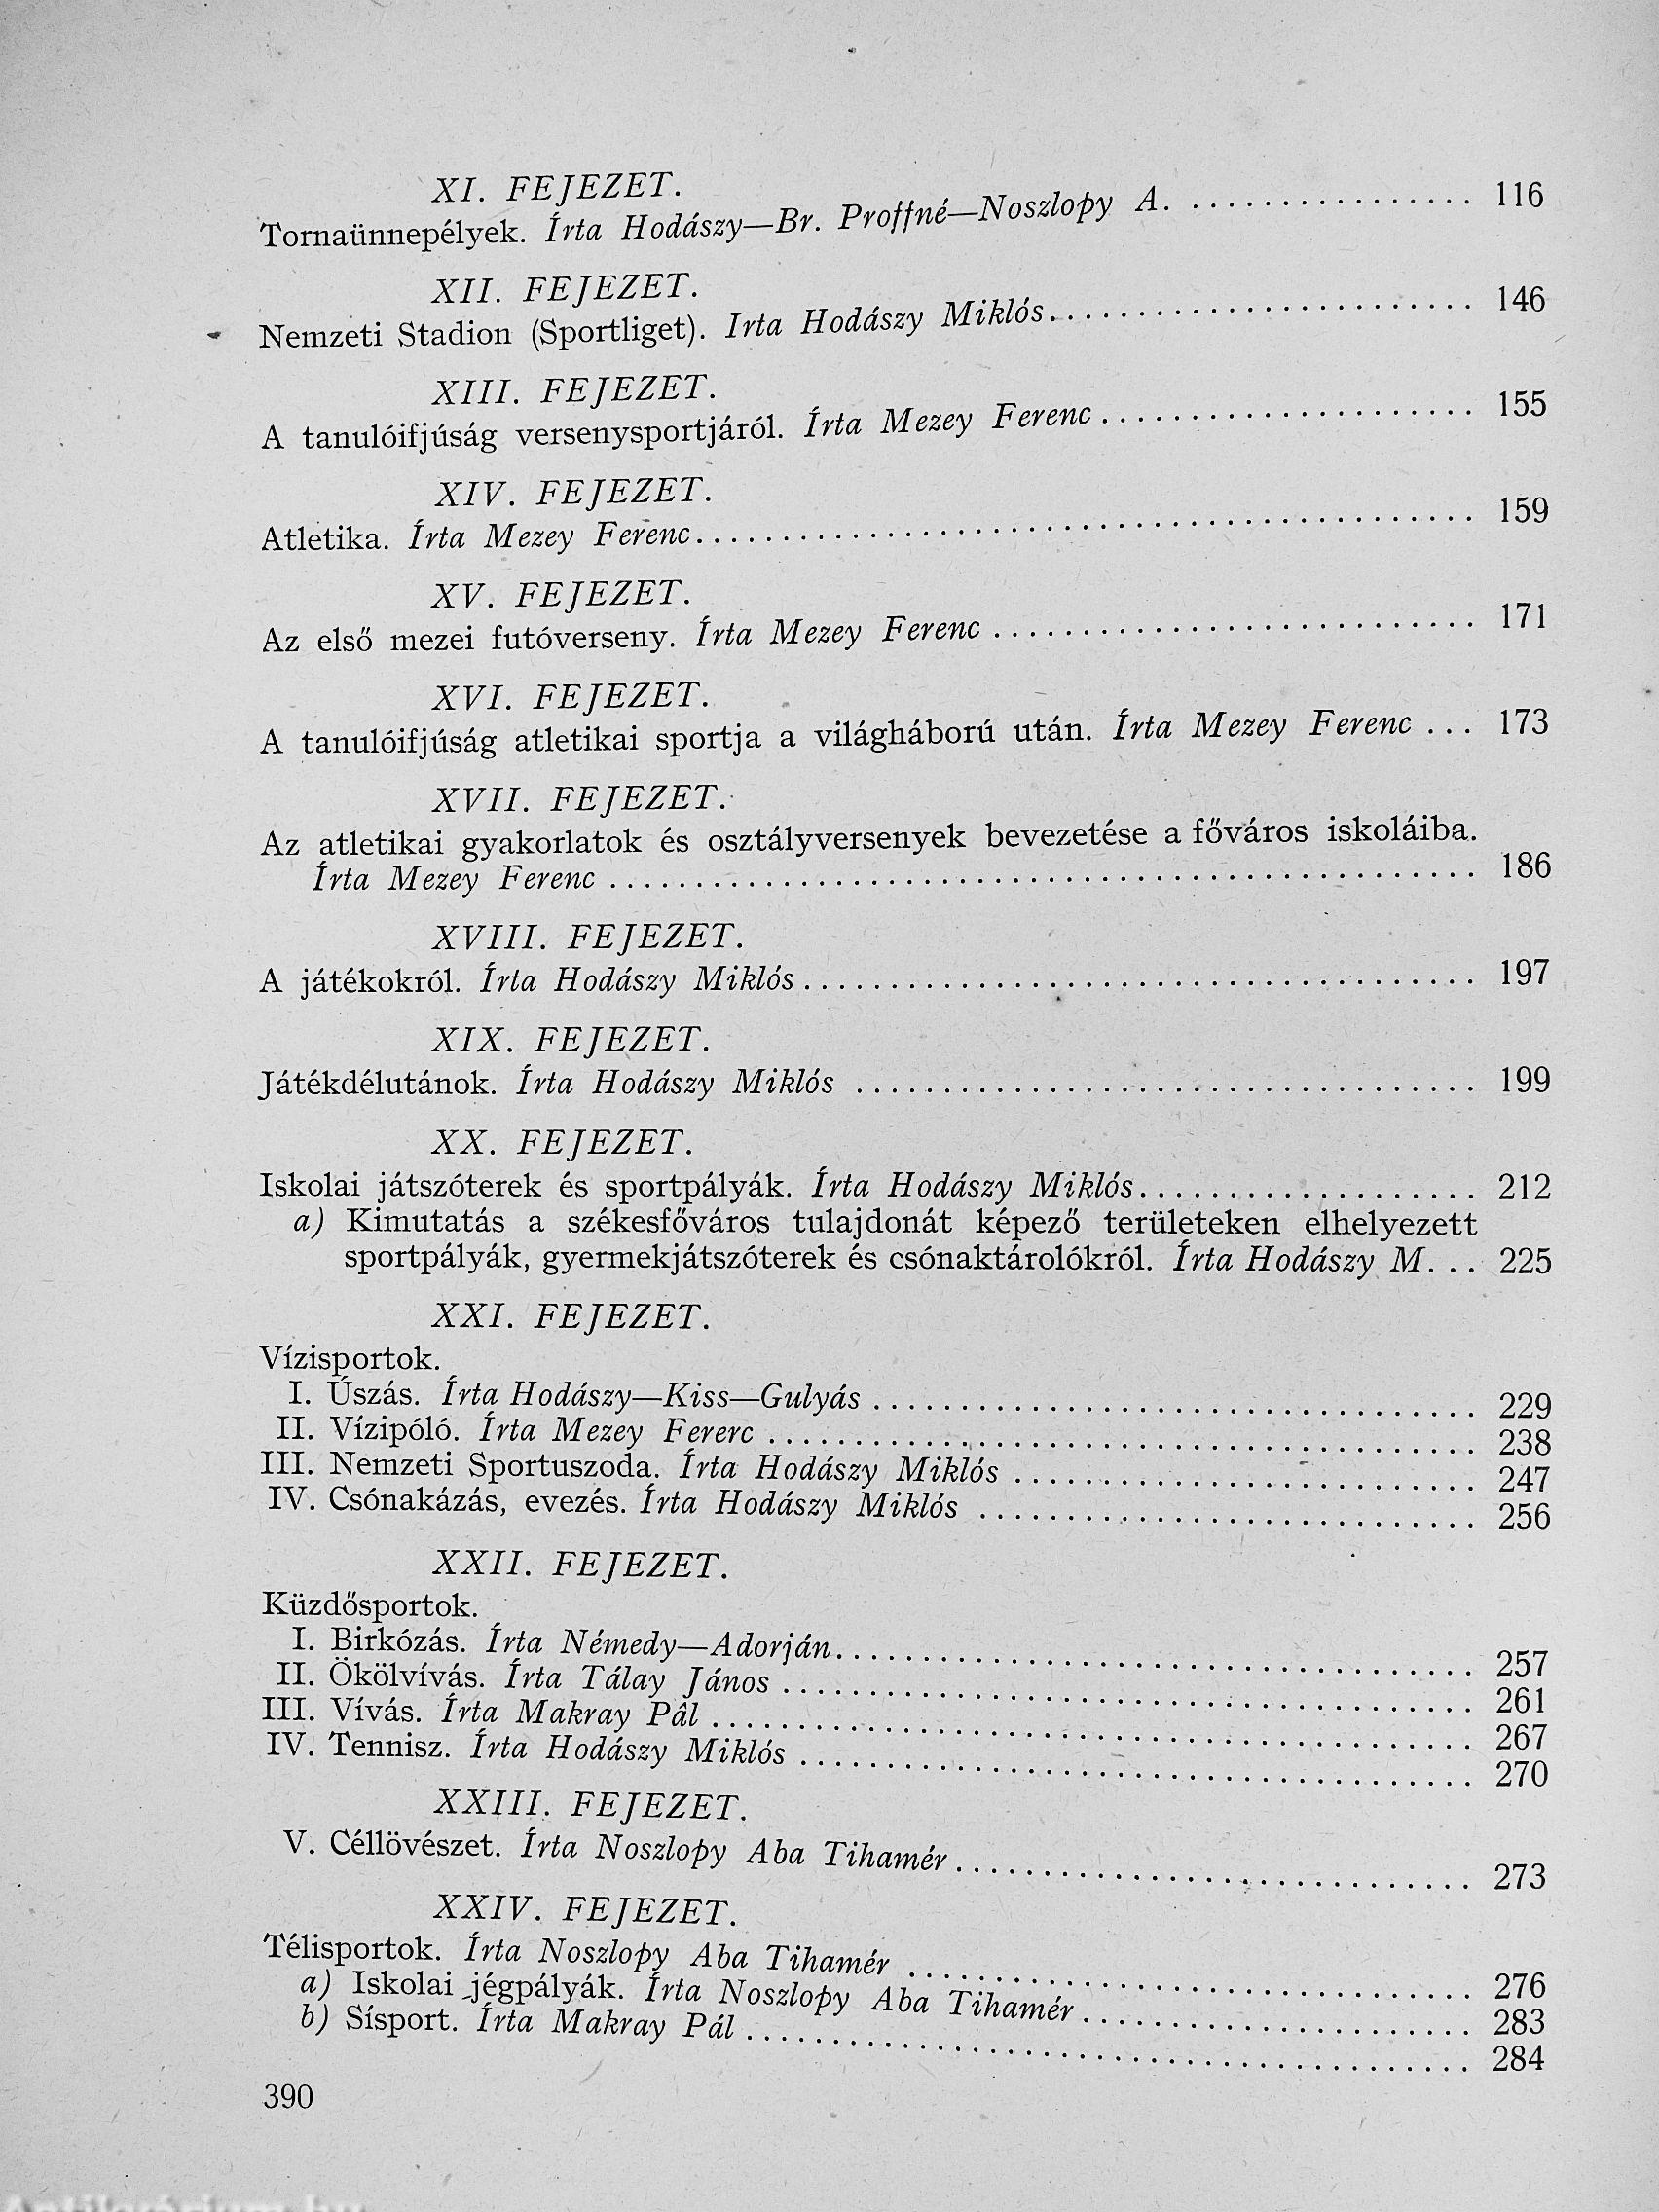 XI. FEJEZET.
Tornaünnepélyek. Írta Hodászy—Br. Proffné—Noszlopy A. ................ 116
XII. FEJEZET.
Nemzeti Stadion (Sportliget). Irta Hodászy Miklós......................... 146
XIII. FEJEZET.
A tanulóifjúság versenysportjáról. Írta Mezey Ferenc ...................... 155
XIV. FEJEZET.
Atletika. Írta Mezey Ferenc............................................. 159
XV. FEJEZET.
Az első mezei futóverseny. Írta Mezey Ferenc ............................ 171
XVI. FEJEZET.
A tanulóifjúság atletikai sportja a világháború után. Írta Mezey Ferenc ... 173
XVII. FEJEZET.
Az atletikai gyakorlatok és osztályversenyek bevezetése a főváros iskoláiba.
Írta Mezey Ferenc .................................................. 186
XVIII. FEJEZET.
A játékokról. Írta Hodászy Miklós....................................... 197
XIX. FEJEZET.
Játékdélutánok. Írta Hodászy Miklós .................................... 199
XX. FEJEZET.
Iskolai játszóterek és sportpályák. Írta Hodászy Miklós.................... 212
a) Kimutatás a székesfőváros tulajdonát képező területeken elhelyezett
sportpályák, gyermekjátszóterek és csónaktárolókról. Írta Hodászy M. .. 225
XXI. FEJEZET.
Vízisportok.
I. Úszás. Írta Hodászy—Kiss—Gulyás ................................... 229
II. Vízipóló. Írta Mezey Fererc ......................................... 238
III. Nemzeti Sportuszoda. Írta Hodászy Miklós ........................... 247
IV. Csónakázás, evezés. Írta Hodászy Miklós ............................. 256
XXII. FEJEZET.
Küzdősportok.
I. Birkózás. Írta Némedy—Adorján..................................... 257
II. Ökölvívás. Írta Tálay János ........................................ 261
III. Vívás. Írta Makray Pál ............................................ 267
IV. Tennisz. Írta Hodászy Miklós ....................................... 270
XXIII. FEJEZET.
V. Céllövészet. Írta Noszlopy Aba Tihamér .............................. 273
XXIV. FEJEZET.
Télisportok. Írta Noszlopy Aba Tihamér ................................. 276
a) Iskolai jégpályák. Írta Noszlopy Aba Tihamér ....................... 283
b) Sísport. Írta Makray Pál .......................................... 284
390